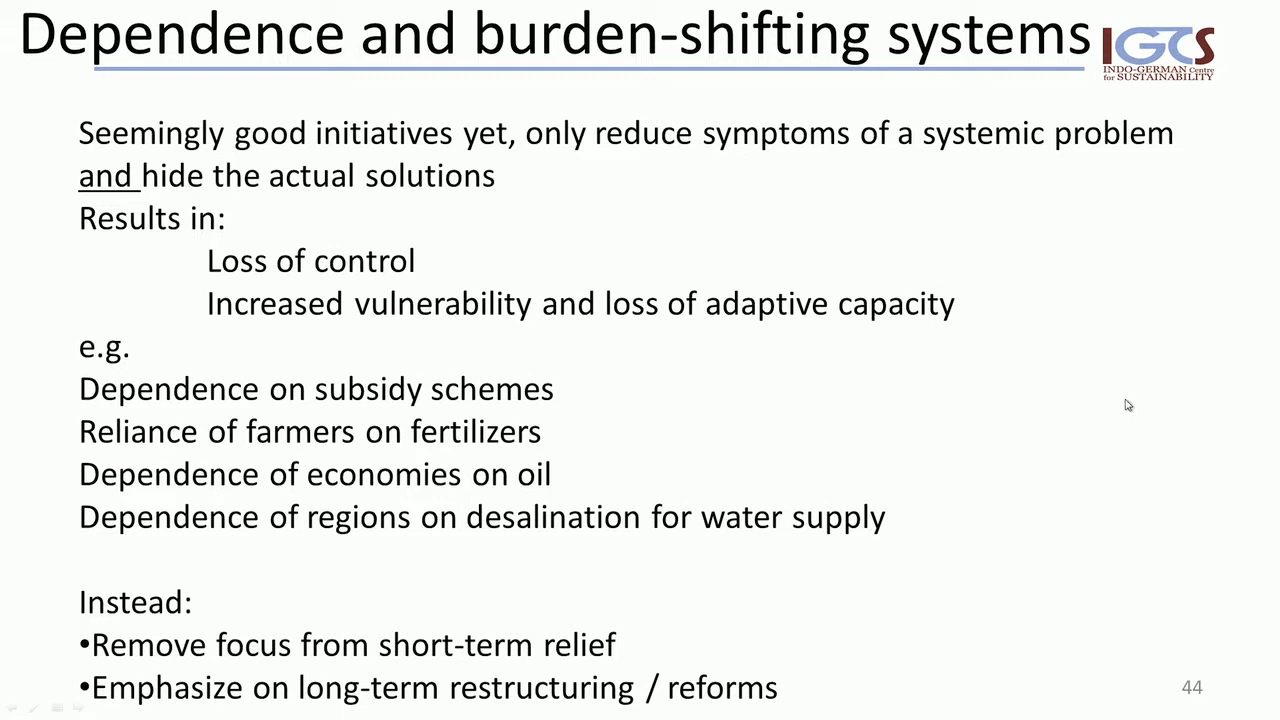 Dependence and burden-shifting systems
IGCS
INDO-GERMAN Centre
for SUSTAINABILITY
Seemingly good initiatives yet, only reduce symptoms of a systemic problem
and hide the actual solutions
Results in:
Loss of control
Increased vulnerability and loss of adaptive capacity
e.g.
Dependence on subsidy schemes
Reliance of farmers on fertilizers
Dependence of economies on oil
Dependence of regions on desalination for water supply
Instead:
•Remove focus from short-term relief
•Emphasize on long-term restructuring / reforms
44